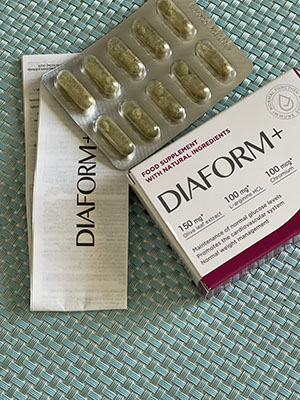 FOOD SUPPLEMENT
WITH NATURAL INGREDIENTS
DIAFORM+
150 mg*
Olive leaf extract
100 mg*
L-arginine HCL
100 mcg*
Chromium
Maintenance of normal glucose levels
Promotes the cardiovascular system
Normal weight management
DIAFORM+